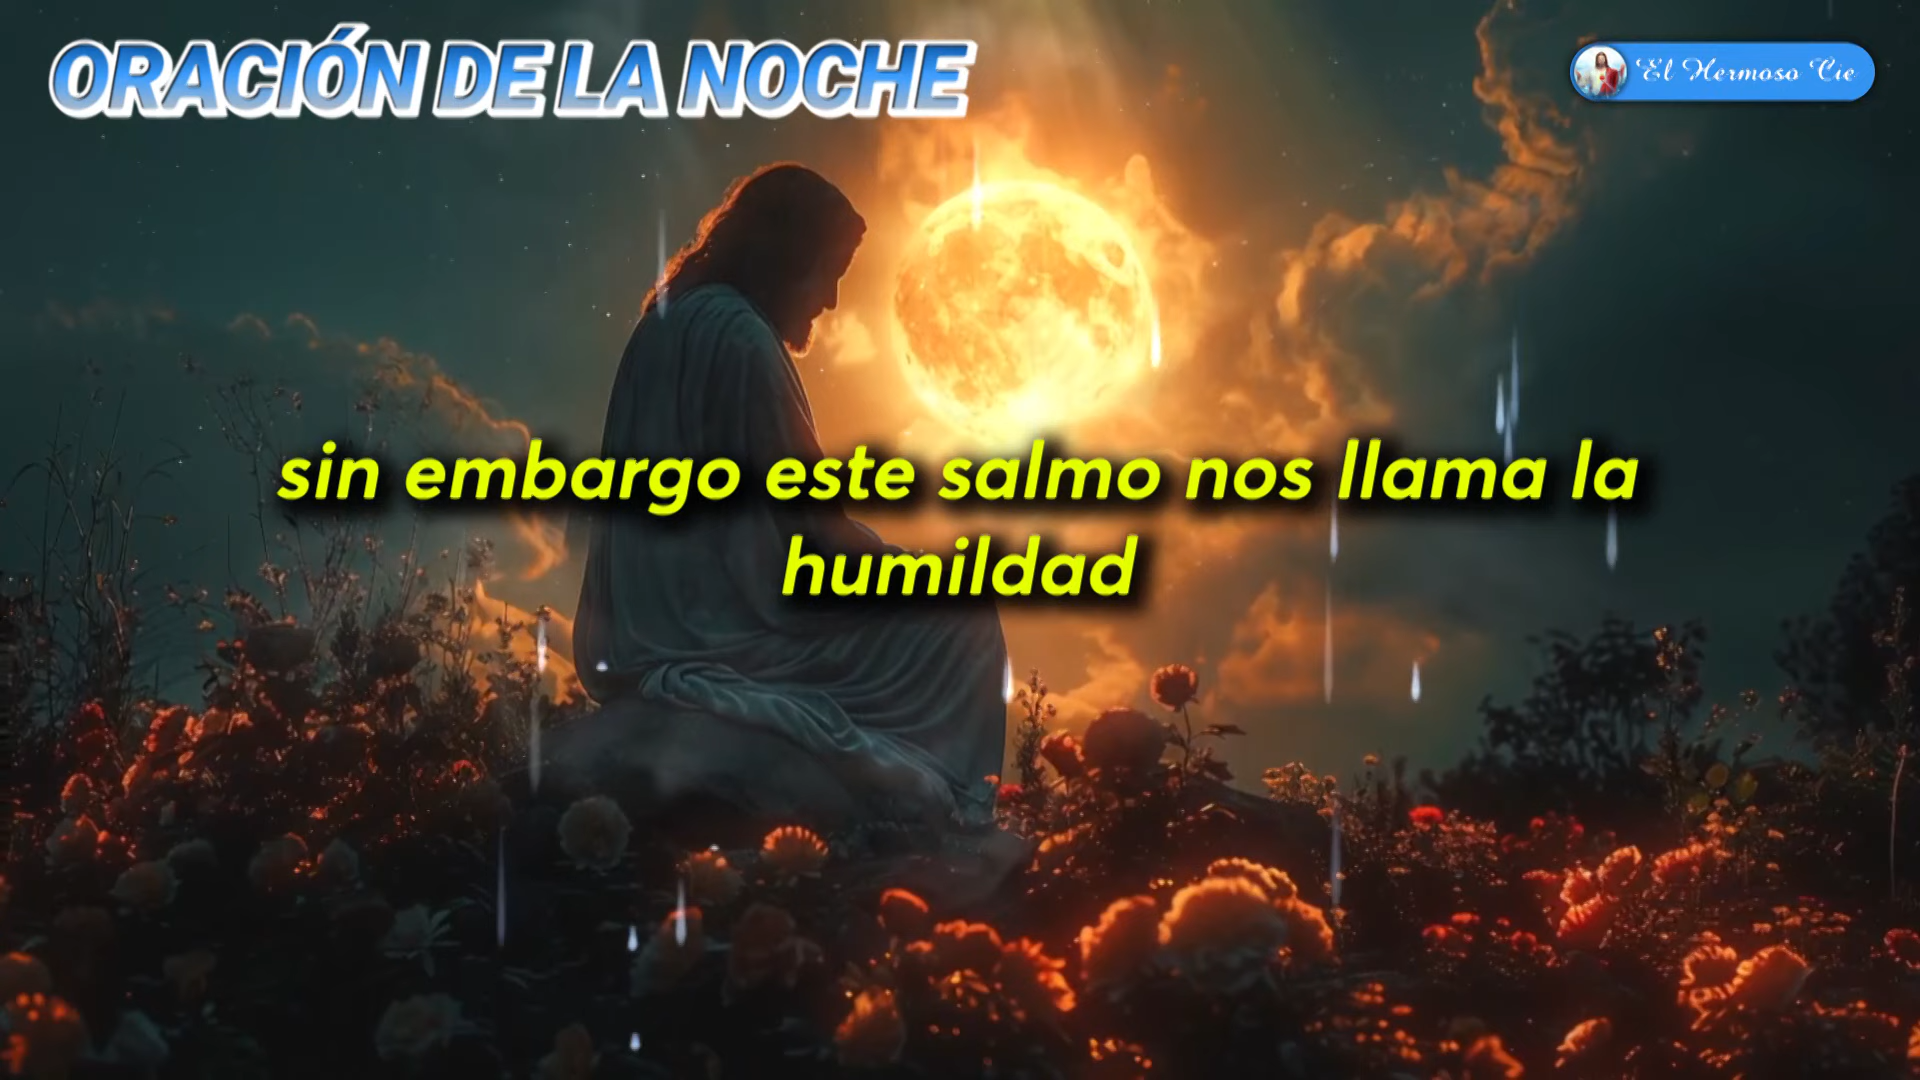 ORACIÓN DE LA NOCHE
El Hermoso Cie
sin embargo este salmo nos llama la
humildad